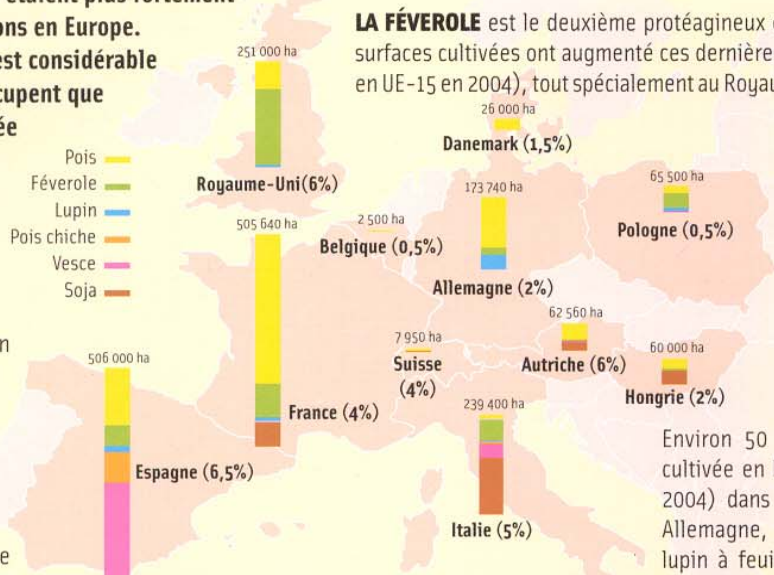 étaient plus fortement
ons en Europe.
est considérable
cupent que
ée
LA FÉVEROLE est le deuxième protéagineux
surfaces cultivées ont augmenté ces dernière
en UE-15 en 2004), tout spécialement au Royau
Pois
Féverole
Lupin
Pois chiche
Vesce
Soja
251 000 ha
Royaume-Uni(6%)
26 000 ha
Danemark (1,5%)
65 500 ha
Pologne (0,5%)
173 740 ha
Allemagne (2%)
2 500 ha
Belgique (0,5%)
505 640 ha
France (4%)
7 950 ha
Suisse
(4%)
62 560 ha
Autriche (6%)
60 000 ha
Hongrie (2%)
506 000 ha
Espagne (6,5%)
239 400 ha
Italie (5%)
n
e
Environ 50
cultivée en
2004) dans
Allemagne,
lupin à feui